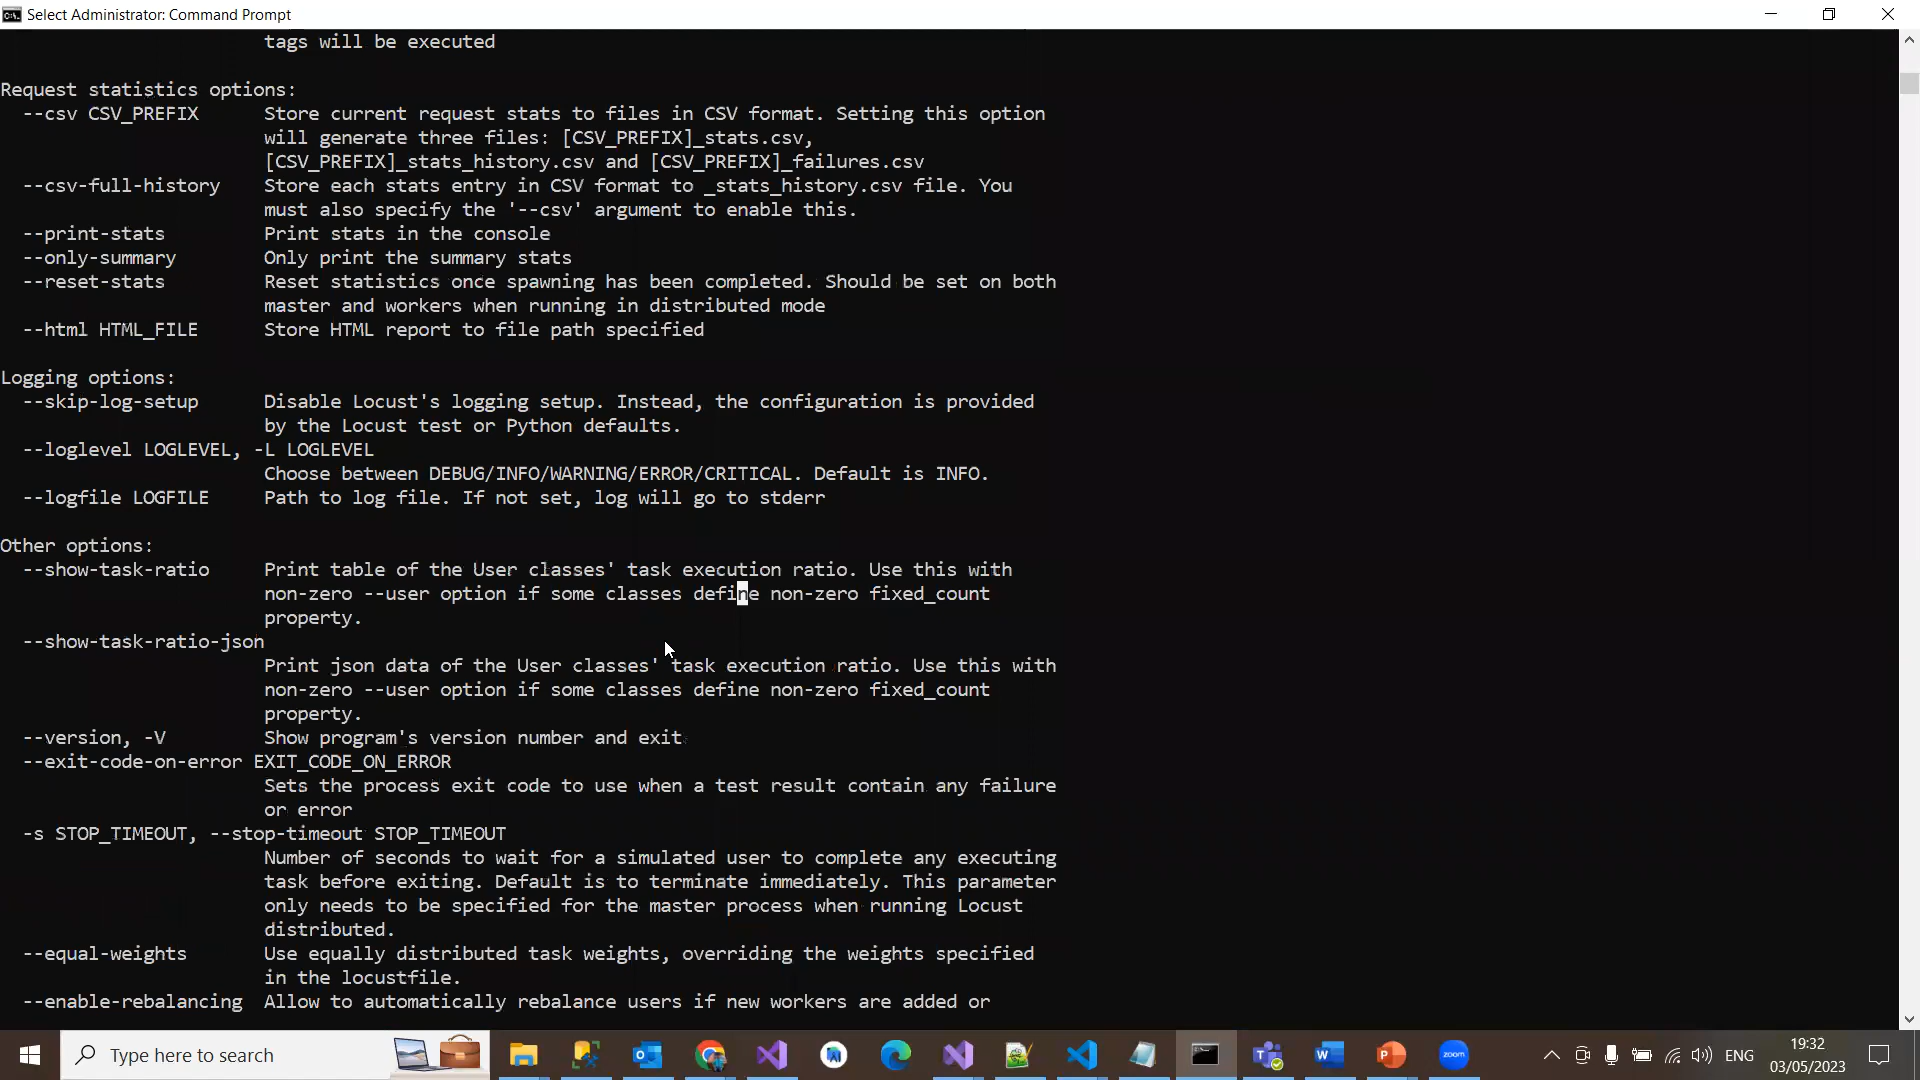 Select Administrator: Command Prompt
tags will be executed
Request statistics options:
--csv CSV_PREFIX Store current request stats to files in CSV format. Setting this option
will generate three files: [CSV_PREFIX]_stats.csv,
[CSV_PREFIX]_stats_history.csv and [CSV_PREFIX]_failures.csv
--csv-full-history Store each stats entry in CSV format to _stats_history.csv file. You
must also specify the '--csv' argument to enable this.
--print-stats Print stats in the console
--only-summary Only print the summary stats
--reset-stats Reset statistics once spawning has been completed. Should be set on both
master and workers when running in distributed mode
--html HTML_FILE Store HTML report to file path specified
Logging options:
--skip-log-setup Disable Locust's logging setup. Instead, the configuration is provided
by the Locust test or Python defaults.
--loglevel LOGLEVEL, -L LOGLEVEL
Choose between DEBUG/INFO/WARNING/ERROR/CRITICAL. Default is INFO.
--logfile LOGFILE Path to log file. If not set, log will go to stderr
Other options:
--show-task-ratio Print table of the User classes' task execution ratio. Use this with
non-zero --user option if some classes define non-zero fixed_count
property.
--show-task-ratio-json
Print json data of the User classes' task execution ratio. Use this with
non-zero --user option if some classes define non-zero fixed_count
property.
--version, -V Show program's version number and exit
--exit-code-on-error EXIT_CODE_ON_ERROR
Sets the process exit code to use when a test result contain any failure
or error
-s STOP_TIMEOUT, --stop-timeout STOP_TIMEOUT
Number of seconds to wait for a simulated user to complete any executing
task before exiting. Default is to terminate immediately. This parameter
only needs to be specified for the master process when running Locust
distributed.
--equal-weights Use equally distributed task weights, overriding the weights specified
in the locustfile.
--enable-rebalancing Allow to automatically rebalance users if new workers are added or
Type here to search
zoom
ENG
19:32
03/05/2023